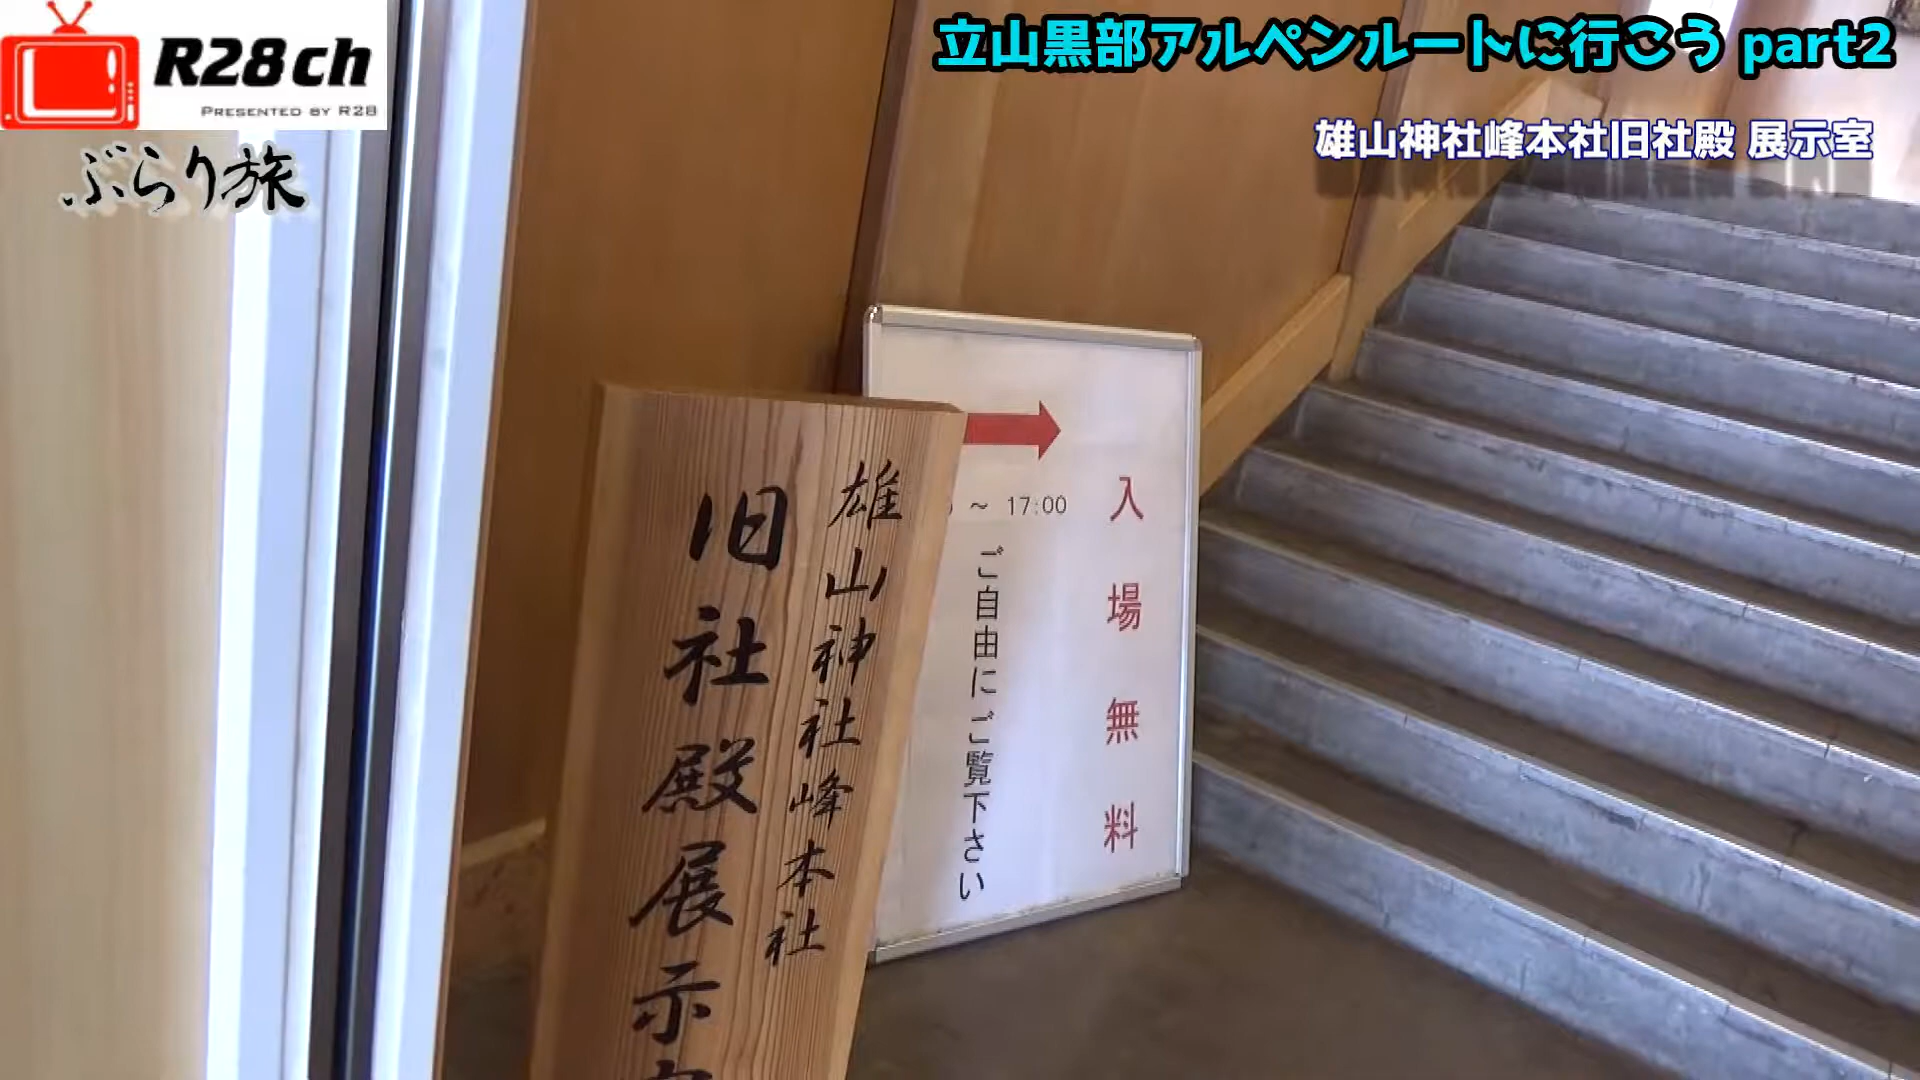 R28ch
PRESENTED BY R28
ぶらり旅
立山黒部アルペンルートに行こう part2
雄山神社峰本社旧社殿 展示室
雄山神社峰本社
旧社殿展示
入場無料
~ 17:00
ご自由にご覧下さい